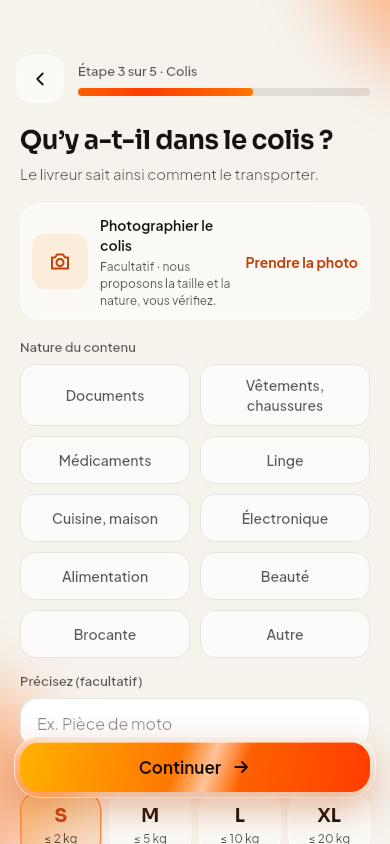 Étape 3 sur 5 · Colis
Qu’y a-t-il dans le colis ?
Le livreur sait ainsi comment le transporter.
Photographier le
colis
Facultatif · nous
proposons la taille et la
nature, vous vérifiez.
Prendre la photo
Nature du contenu
Documents
Vêtements,
chaussures
Médicaments
Linge
Cuisine, maison
Électronique
Alimentation
Beauté
Brocante
Autre
Précisez (facultatif)
Ex. Pièce de moto
Continuer
S
M
L
XL
≤ 2 kg
≤ 5 kg
≤ 10 kg
≤ 20 kg